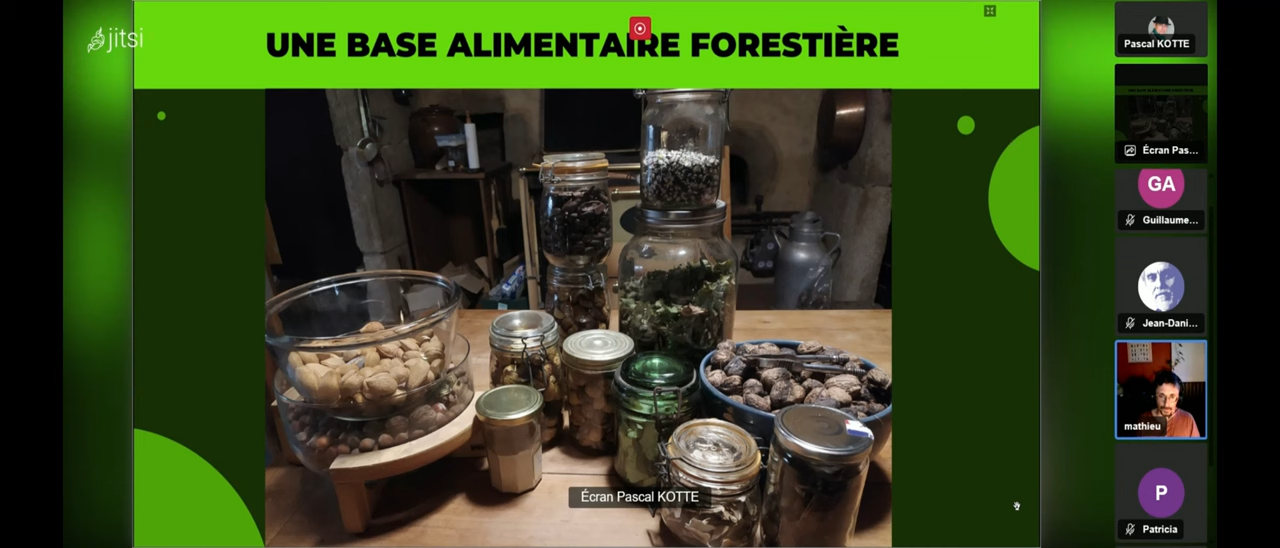 jitsi
UNE BASE ALIMENTAIRE FORESTIÈRE
Écran Pascal KOTTE
Pascal KOTTE
Écran Pas...
GA
Guillaume...
Jean-Dani...
mathieu
P
Patricia